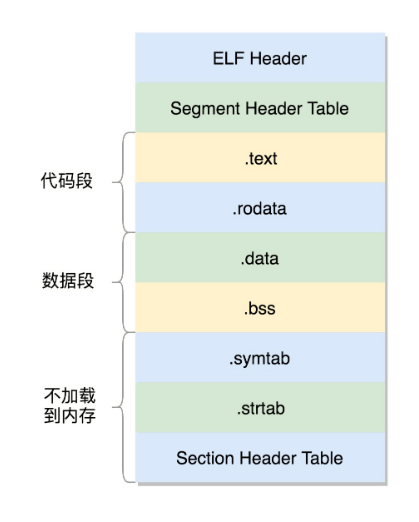 ELF Header
Segment Header Table
代码段
.text
.rodata
数据段
.data
.bss
不加载
到内存
.symtab
.strtab
Section Header Table